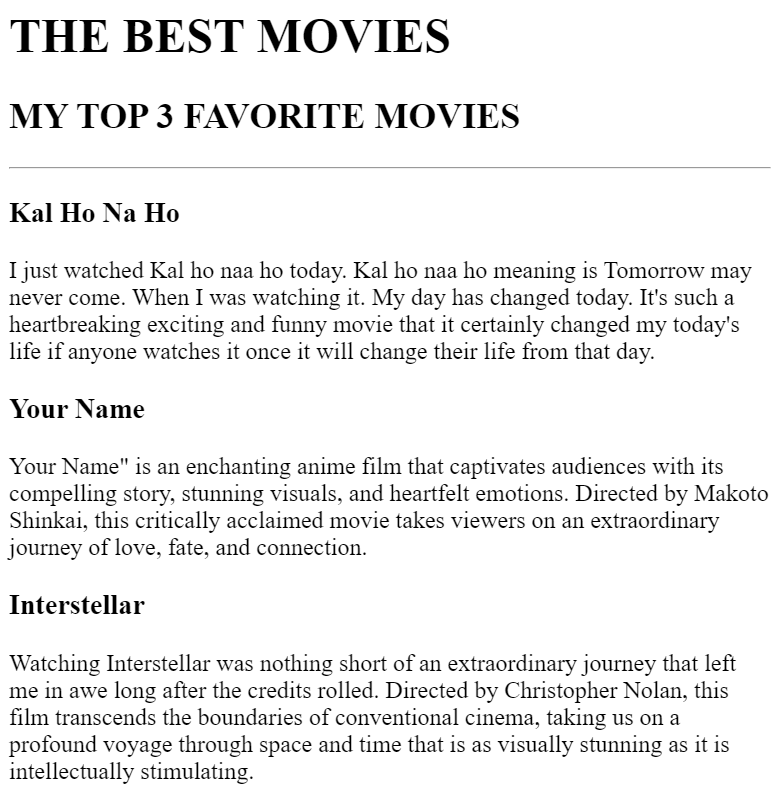 THE BEST MOVIES
MY TOP 3 FAVORITE MOVIES
Kal Ho Na Ho
I just watched Kal ho naa ho today. Kal ho naa ho meaning is Tomorrow may
never come. When I was watching it. My day has changed today. It's such a
heartbreaking exciting and funny movie that it certainly changed my today's
life if anyone watches it once it will change their life from that day.
Your Name
Your Name" is an enchanting anime film that captivates audiences with its
compelling story, stunning visuals, and heartfelt emotions. Directed by Makoto
Shinkai, this critically acclaimed movie takes viewers on an extraordinary
journey of love, fate, and connection.
Interstellar
Watching Interstellar was nothing short of an extraordinary journey that left
me in awe long after the credits rolled. Directed by Christopher Nolan, this
film transcends the boundaries of conventional cinema, taking us on a
profound voyage through space and time that is as visually stunning as it is
intellectually stimulating.